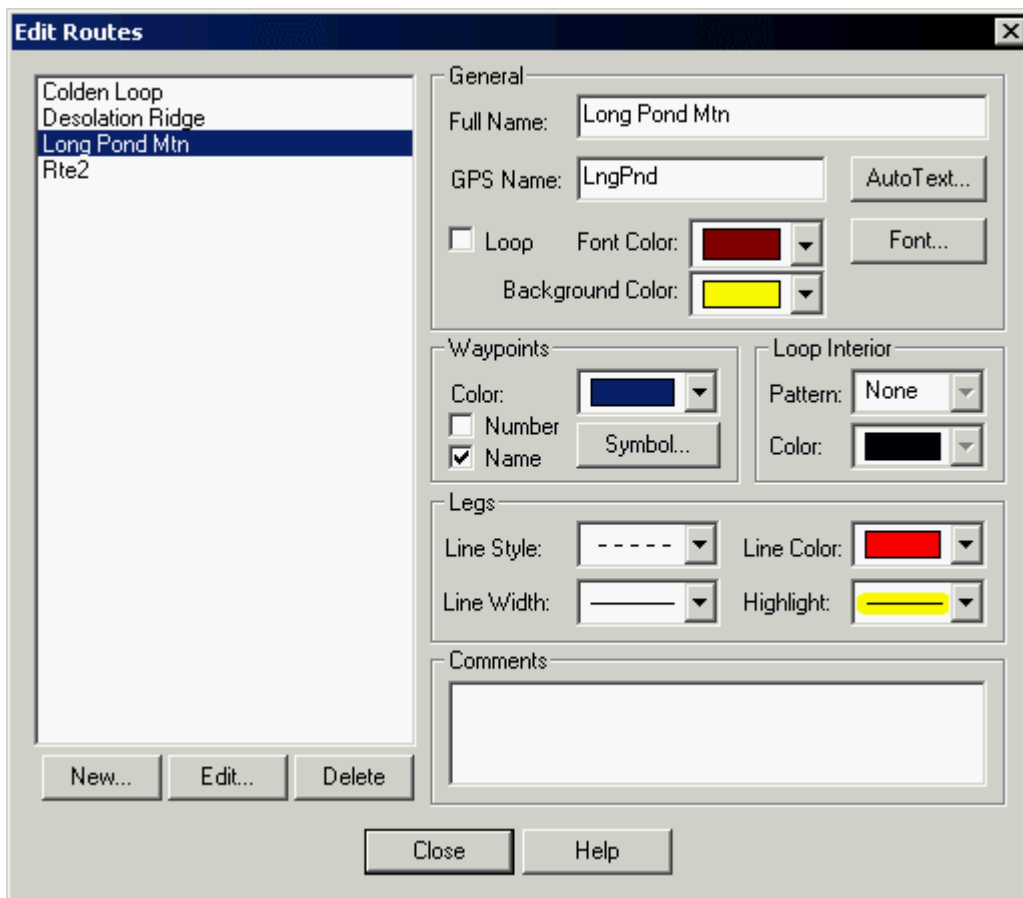 Edit Routes
Colden Loop
Desolation Ridge
Long Pond Mtn
Rte2
New...
Edit...
Delete
General
Full Name: Long Pond Mtn
GPS Name: LngPnd AutoText...
Loop Font Color: Font...
Background Color:
Waypoints
Color:
Number
Name
Symbol...
Loop Interior
Pattern: None
Color:
Legs
Line Style: Line Color:
Line Width: Highlight:
Comments
Close Help